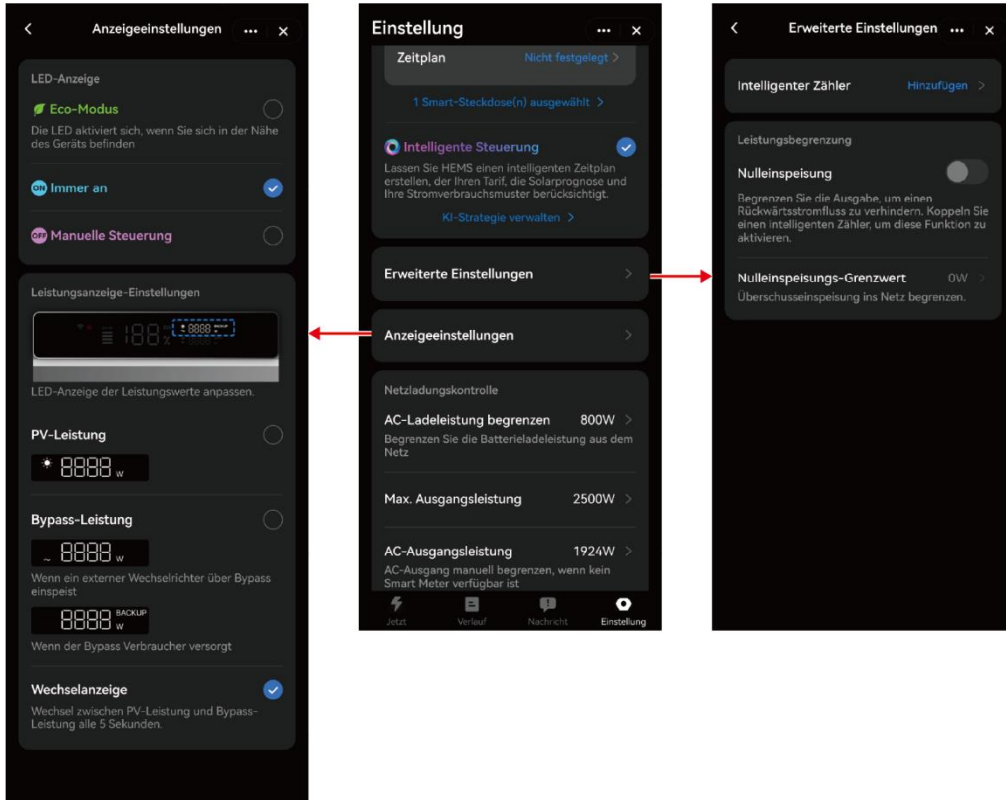 Anzeigeeinstellungen
LED-Anzeige
Eco-Modus
Die LED aktiviert sich, wenn Sie sich in der Nähe
des Geräts befinden
ON Immer an
OFF Manuelle Steuerung
Leistungsanzeige-Einstellungen
188 %
8888 BACKUP
LED-Anzeige der Leistungswerte anpassen.
PV-Leistung
8888 W
Bypass-Leistung
~ 8888 W
Wenn ein externer Wechselrichter über Bypass
einspeist
8888 BACKUP W
Wenn der Bypass Verbraucher versorgt
Wechselanzeige
Wechsel zwischen PV-Leistung und Bypass-
Leistung alle 5 Sekunden.
Einstellung
Zeitplan Nicht festgelegt >
1 Smart-Steckdose(n) ausgewählt >
Intelligente Steuerung
Lassen Sie HEMS einen intelligenten Zeitplan
erstellen, der Ihren Tarif, die Solarprognose und
Ihre Stromverbrauchsmuster berücksichtigt.
KI-Strategie verwalten >
Erweiterte Einstellungen >
Anzeigeeinstellungen >
Netzladungskontrolle
AC-Ladeleistung begrenzen 800W >
Begrenzen Sie die Batterieladeleistung aus dem
Netz
Max. Ausgangsleistung 2500W >
AC-Ausgangsleistung 1924W >
AC-Ausgang manuell begrenzen, wenn kein
Smart Meter verfügbar ist
Jetzt Verlauf Nachricht Einstellung
Erweiterte Einstellungen
Intelligenter Zähler Hinzufügen >
Leistungsbegrenzung
Nulleinspeisung
Begrenzen Sie die Ausgabe, um einen
Rückwärtsstromfluss zu verhindern. Koppeln Sie
einen intelligenten Zähler, um diese Funktion zu
aktivieren.
Nulleinspeisungs-Grenzwert 0W >
Überschusseinspeisung ins Netz begrenzen.